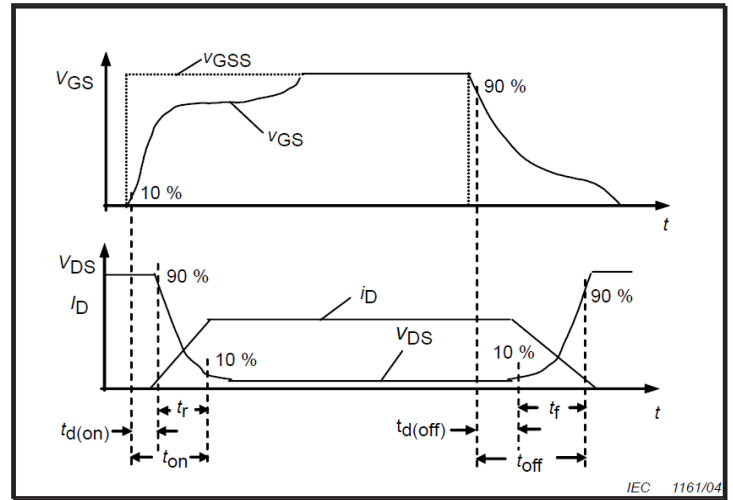 vGSS
VGS
90 %
vGS
10 %
t
VDS
90 %
iD
90 %
ID
VDS
10 %
10 %
tr
tf
t
td(on)
td(off)
ton
toff
IEC 1161/04